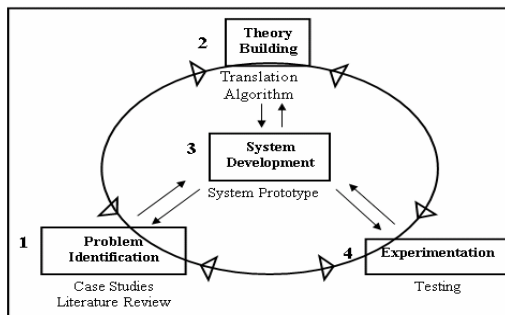 2
Theory
Building
Translation
Algorithm
3
System
Development
System Prototype
1
Problem
Identification
Case Studies
Literature Review
4
Experimentation
Testing